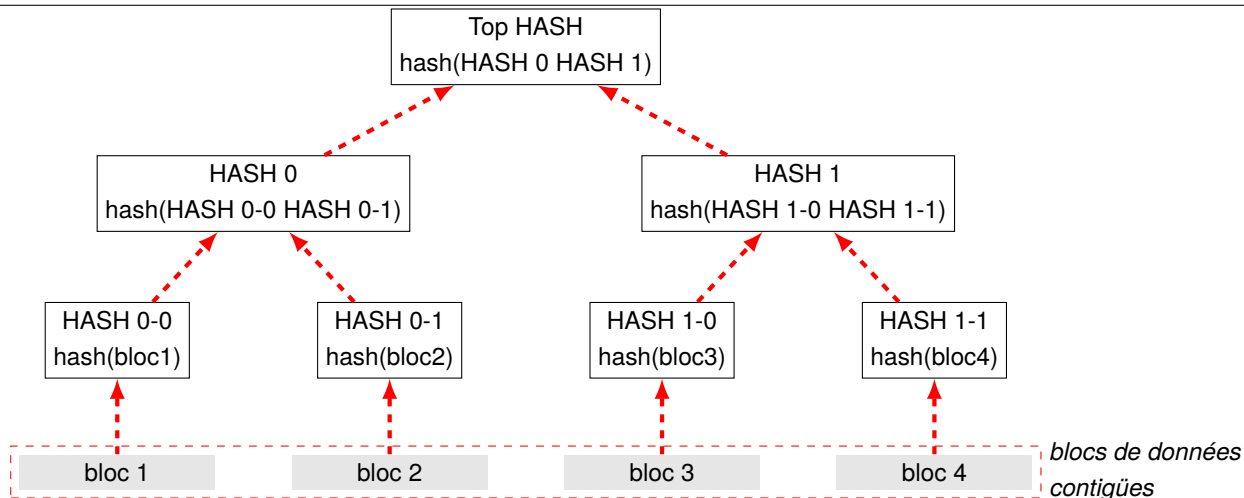 Top HASH
hash(HASH 0 HASH 1)
HASH 0
hash(HASH 0-0 HASH 0-1)
HASH 1
hash(HASH 1-0 HASH 1-1)
HASH 0-0
hash(bloc1)
HASH 0-1
hash(bloc2)
HASH 1-0
hash(bloc3)
HASH 1-1
hash(bloc4)
bloc 1
bloc 2
bloc 3
bloc 4
blocs de données
contigües